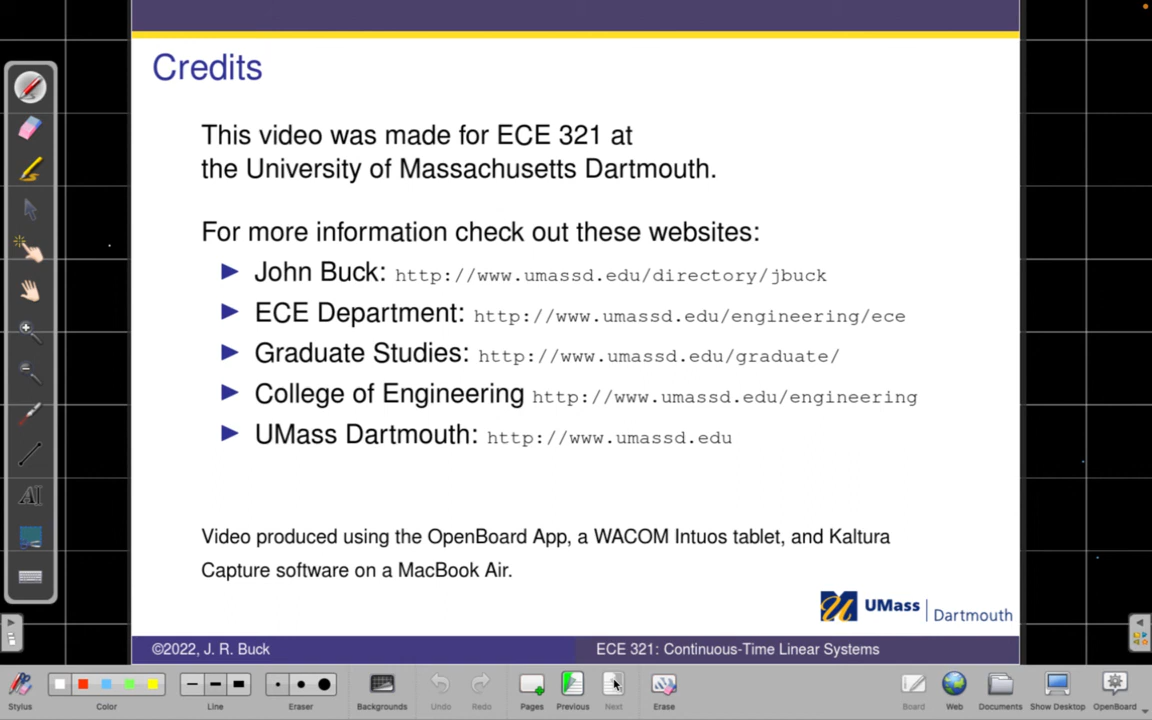 Credits
This video was made for ECE 321 at
the University of Massachusetts Dartmouth.
For more information check out these websites:
John Buck: http://www.umassd.edu/directory/jbuck
ECE Department: http://www.umassd.edu/engineering/ece
Graduate Studies: http://www.umassd.edu/graduate/
College of Engineering http://www.umassd.edu/engineering
UMass Dartmouth: http://www.umassd.edu
Video produced using the OpenBoard App, a WACOM Intuos tablet, and Kaltura
Capture software on a MacBook Air.
UMass Dartmouth
©2022, J. R. Buck ECE 321: Continuous-Time Linear Systems
Stylus Color Line Eraser Backgrounds Undo Redo Pages Previous Next Erase Board Web Documents Show Desktop OpenBoard